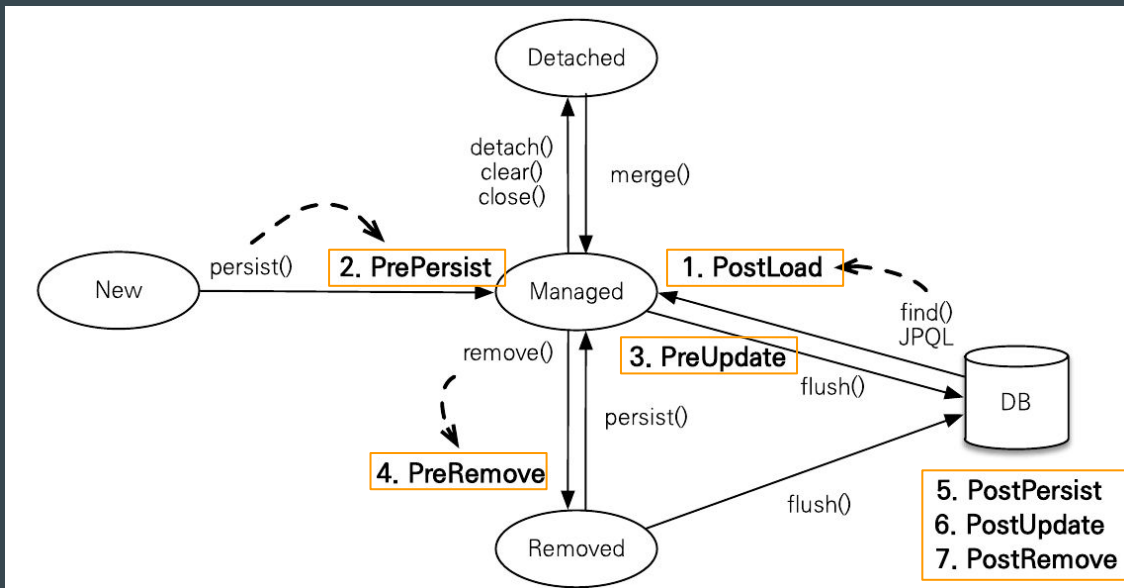 Detached
detach()
clear()
close()
merge()
persist()
2. PrePersist
1. PostLoad
New
Managed
find()
JPQL
remove()
3. PreUpdate
flush()
DB
persist()
4. PreRemove
flush()
5. PostPersist
6. PostUpdate
7. PostRemove
Removed